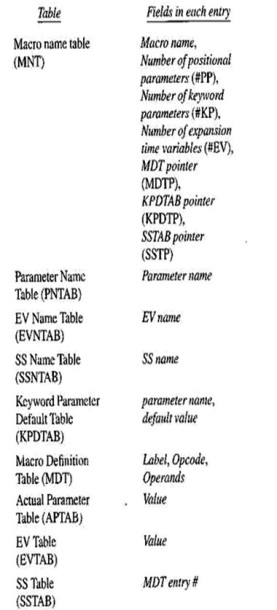 Table Fields in each entry
Macro name table Macro name,
(MNT) Number of positional
parameters (#PP),
Number of keyword
parameters (#KP),
Number of expansion
time variables (#EV),
MDT pointer
(MDTP),
KPDTAB pointer
(KPDTP),
SSTAB pointer
(SSTP)
Parameter Name Parameter name
Table (PNTAB)
EV Name Table EV name
(EVNTAB)
SS Name Table SS name
(SSNTAB)
Keyword Parameter parameter name,
Default Table default value
(KPDTAB)
Macro Definition Label, Opcode,
Table (MDT) Operands
Actual Parameter Value
Table (APTAB)
EV Table Value
(EVTAB)
SS Table MDT entry #
(SSTAB)